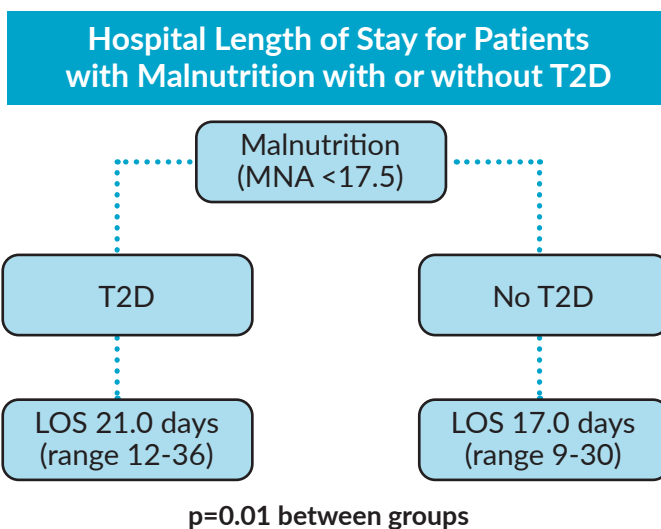 Hospital Length of Stay for Patients
with Malnutrition with or without T2D
Malnutrition
(MNA <17.5)
T2D
No T2D
LOS 21.0 days
(range 12-36)
LOS 17.0 days
(range 9-30)
p=0.01 between groups